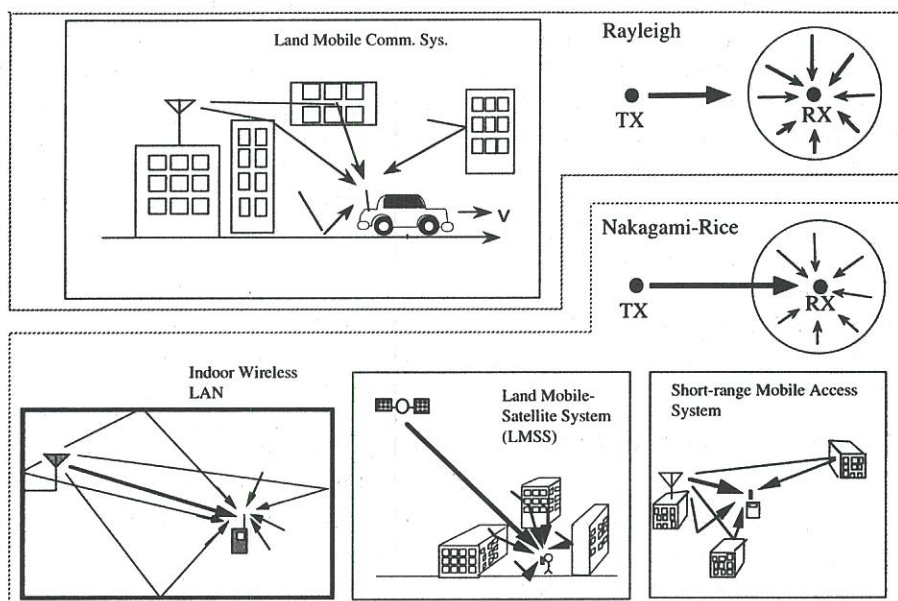 Land Mobile Comm. Sys.
V
Rayleigh
TX
RX
Nakagami-Rice
TX
RX
Indoor Wireless
LAN
Land Mobile-
Satellite System
(LMSS)
Short-range Mobile Access
System